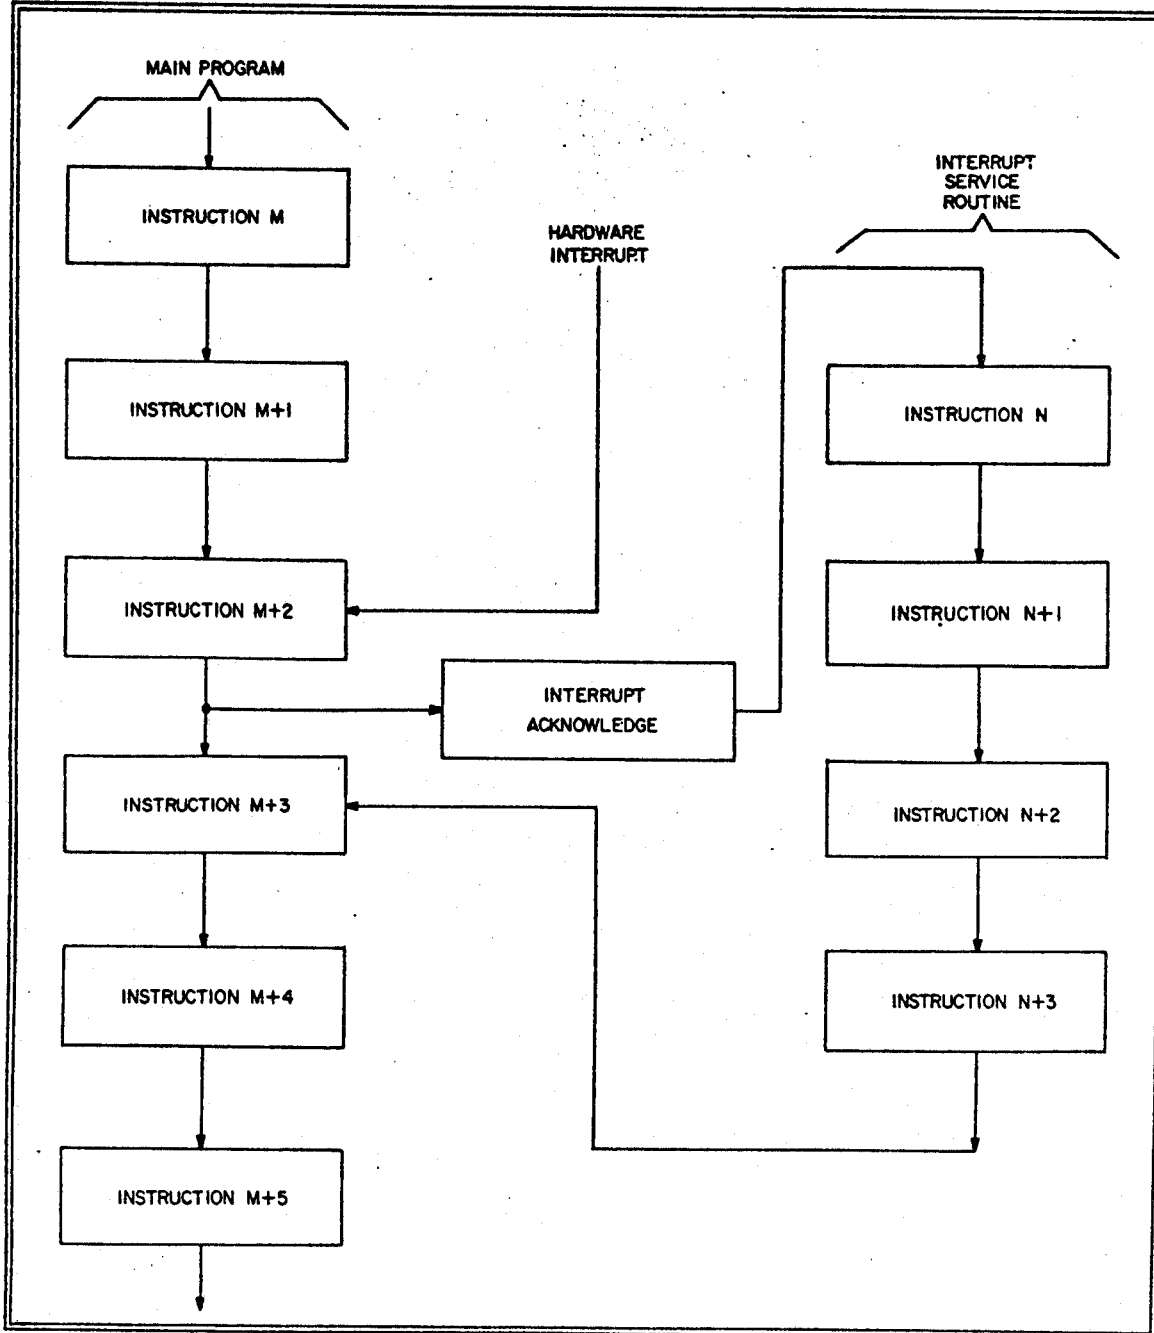 MAIN PROGRAM
INSTRUCTION M
INSTRUCTION M+1
INSTRUCTION M+2
INSTRUCTION M+3
INSTRUCTION M+4
INSTRUCTION M+5
HARDWARE
INTERRUPT
INTERRUPT
ACKNOWLEDGE
INTERRUPT
SERVICE
ROUTINE
INSTRUCTION N
INSTRUCTION N+1
INSTRUCTION N+2
INSTRUCTION N+3